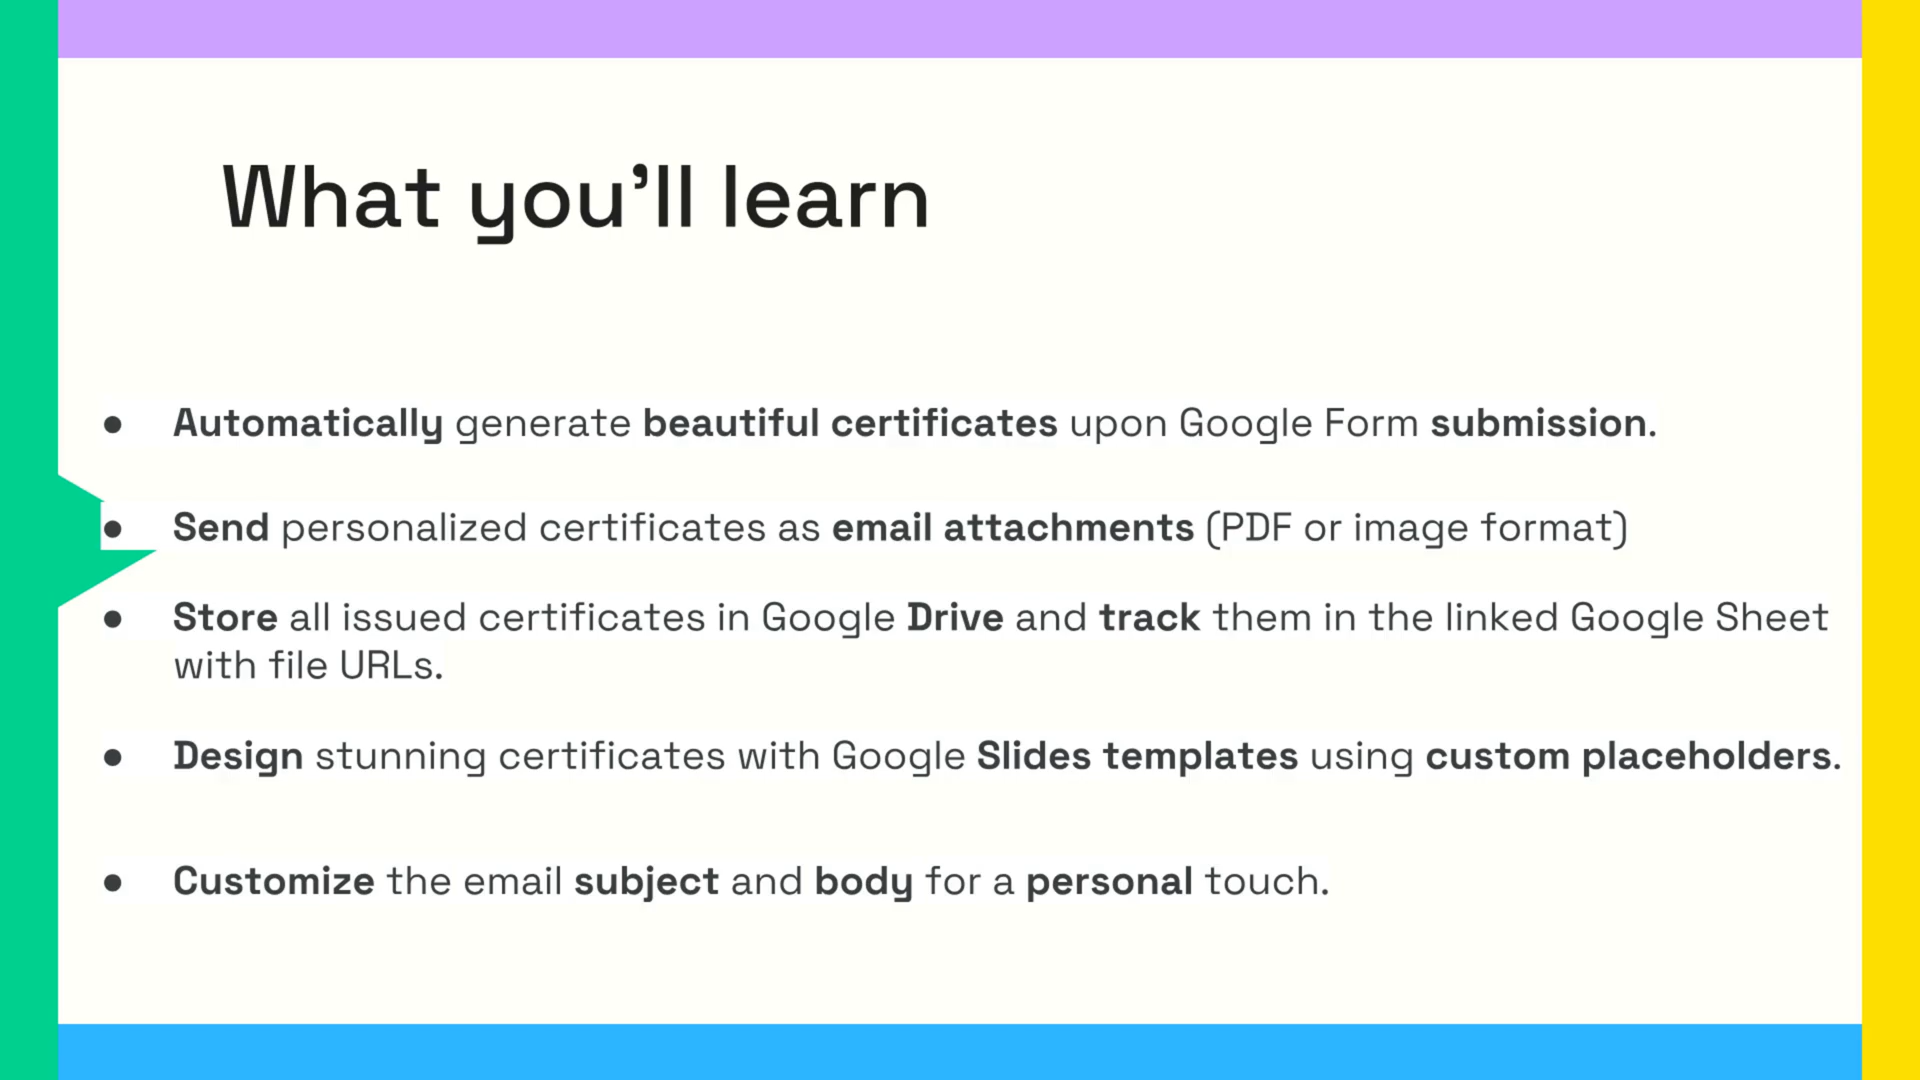 What you’ll learn
● Automatically generate beautiful certificates upon Google Form submission.
● Send personalized certificates as email attachments (PDF or image format)
● Store all issued certificates in Google Drive and track them in the linked Google Sheet
with file URLs.
● Design stunning certificates with Google Slides templates using custom placeholders.
● Customize the email subject and body for a personal touch.